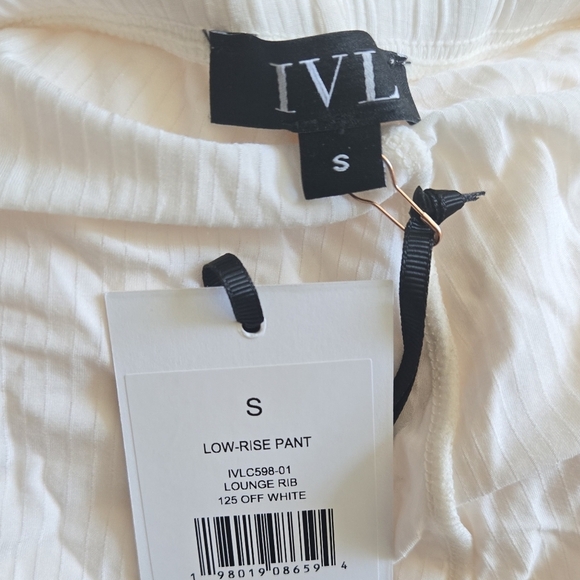 IVL
S
S
LOW-RISE PANT
IVLC598-01
LOUNGE RIB
125 OFF WHITE
1 98019 08659 4